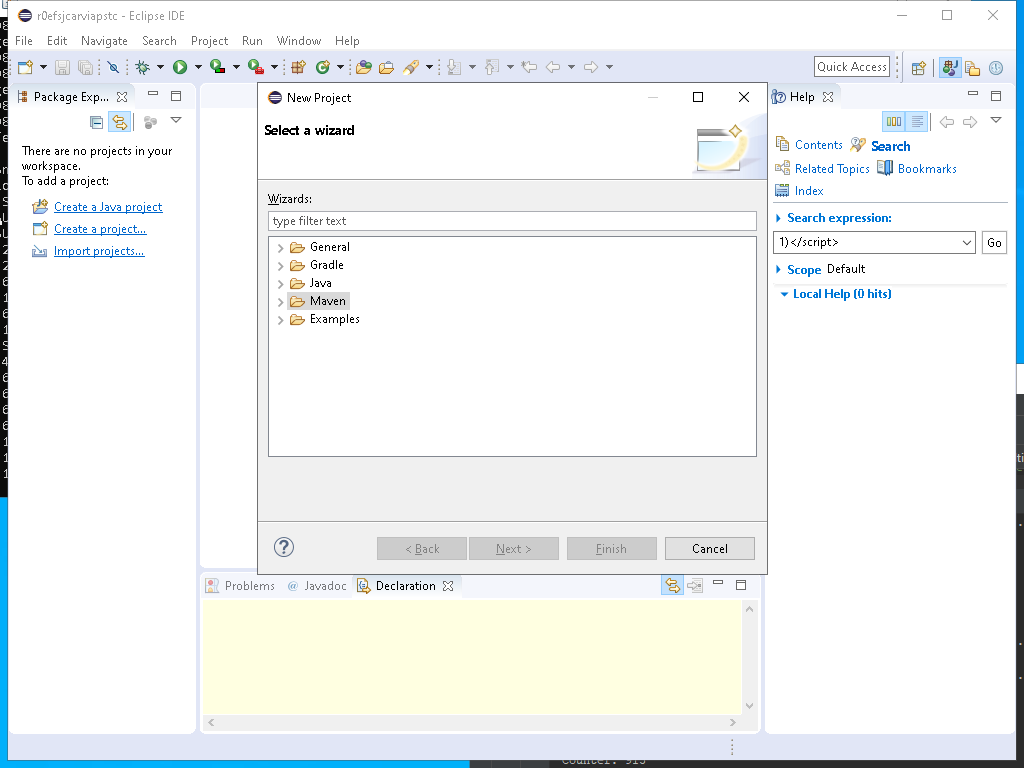 r0efsjcarviapstc - Eclipse IDE
File Edit Navigate Search Project Run Window Help
Quick Access
Package Exp...
There are no projects in your
workspace.
To add a project:
Create a Java project
Create a project...
Import projects...
New Project
Select a wizard
Wizards:
type filter text
General
Gradle
Java
Maven
Examples
?
< Back
Next >
Finish
Cancel
Help
Contents
Search
Related Topics
Bookmarks
Index
Search expression:
1)</script>
Go
Scope Default
Local Help (0 hits)
Problems
@ Javadoc
Declaration